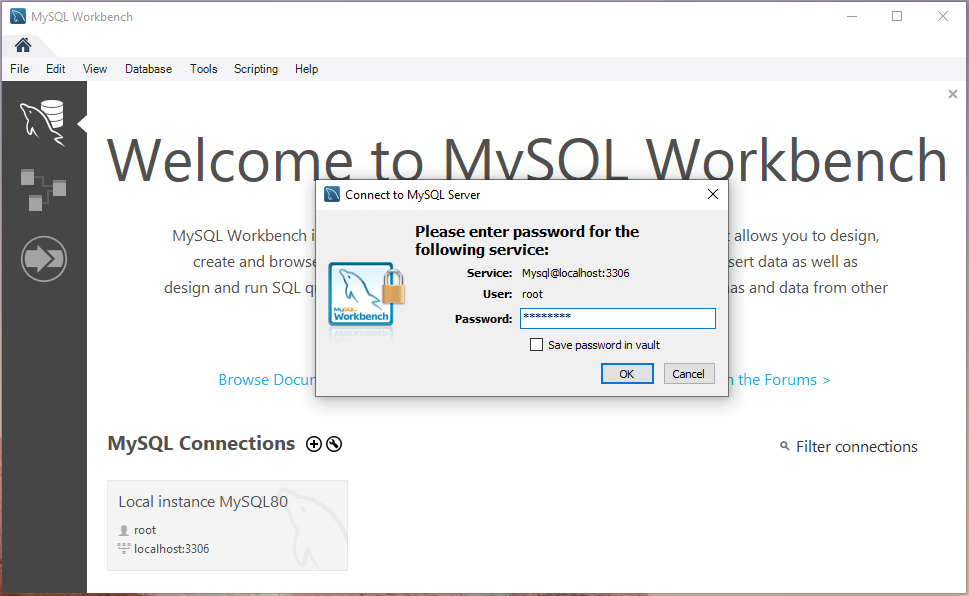 MySQL Workbench
File Edit View Database Tools Scripting Help
Welcome to MySQL Workbench
Connect to MySQL Server
Please enter password for the
following service:
Service: Mysql@localhost:3306
User: root
Password: ********
Save password in vault
OK Cancel
MySQL
Workbench
MySQL Workbench i
allows you to design,
create and browse
sert data as well as
design and run SQL q
as and data from other
Browse Docu
the Forums >
MySQL Connections
Filter connections
Local instance MySQL80
root
localhost:3306